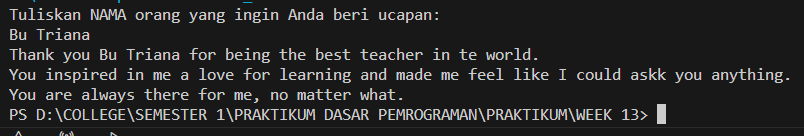 Tuliskan NAMA orang yang ingin Anda beri ucapan:
Bu Triana
Thank you Bu Triana for being the best teacher in te world.
You inspired in me a love for learning and made me feel like I could askk you anything.
You are always there for me, no matter what.
PS D:\COLLEGE\SEMESTER 1\PRAKTIKUM DASAR PEMROGRAMAN\PRAKTIKUM\WEEK 13>